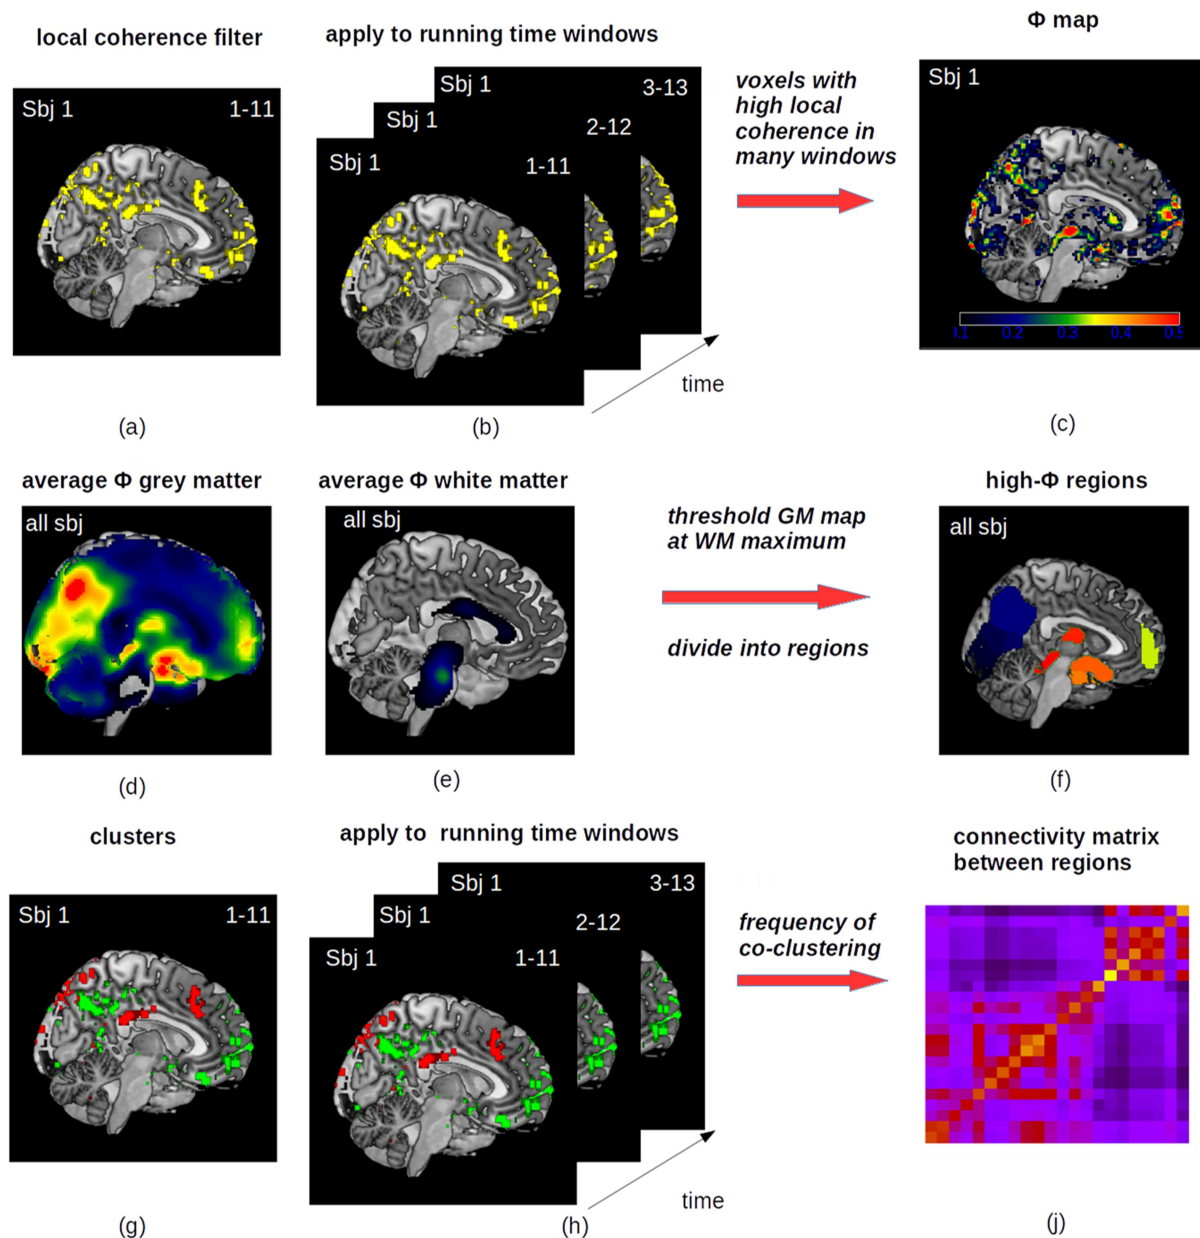 local coherence filter
apply to running time windows
Φ map
Sbj 1
1-11
Sbj 1
3-13
Sbj 1
2-12
Sbj 1
1-11
voxels with
high local
coherence in
many windows
Sbj 1
0.2
0.3
0.4
time
(a)
(b)
(c)
average Φ grey matter
average Φ white matter
high-Φ regions
all sbj
all sbj
threshold GM map
at WM maximum
divide into regions
all sbj
(d)
(e)
(f)
clusters
apply to running time windows
connectivity matrix
between regions
Sbj 1
1-11
Sbj 1
3-13
Sbj 1
2-12
Sbj 1
1-11
frequency of
co-clustering
time
(g)
(h)
(j)